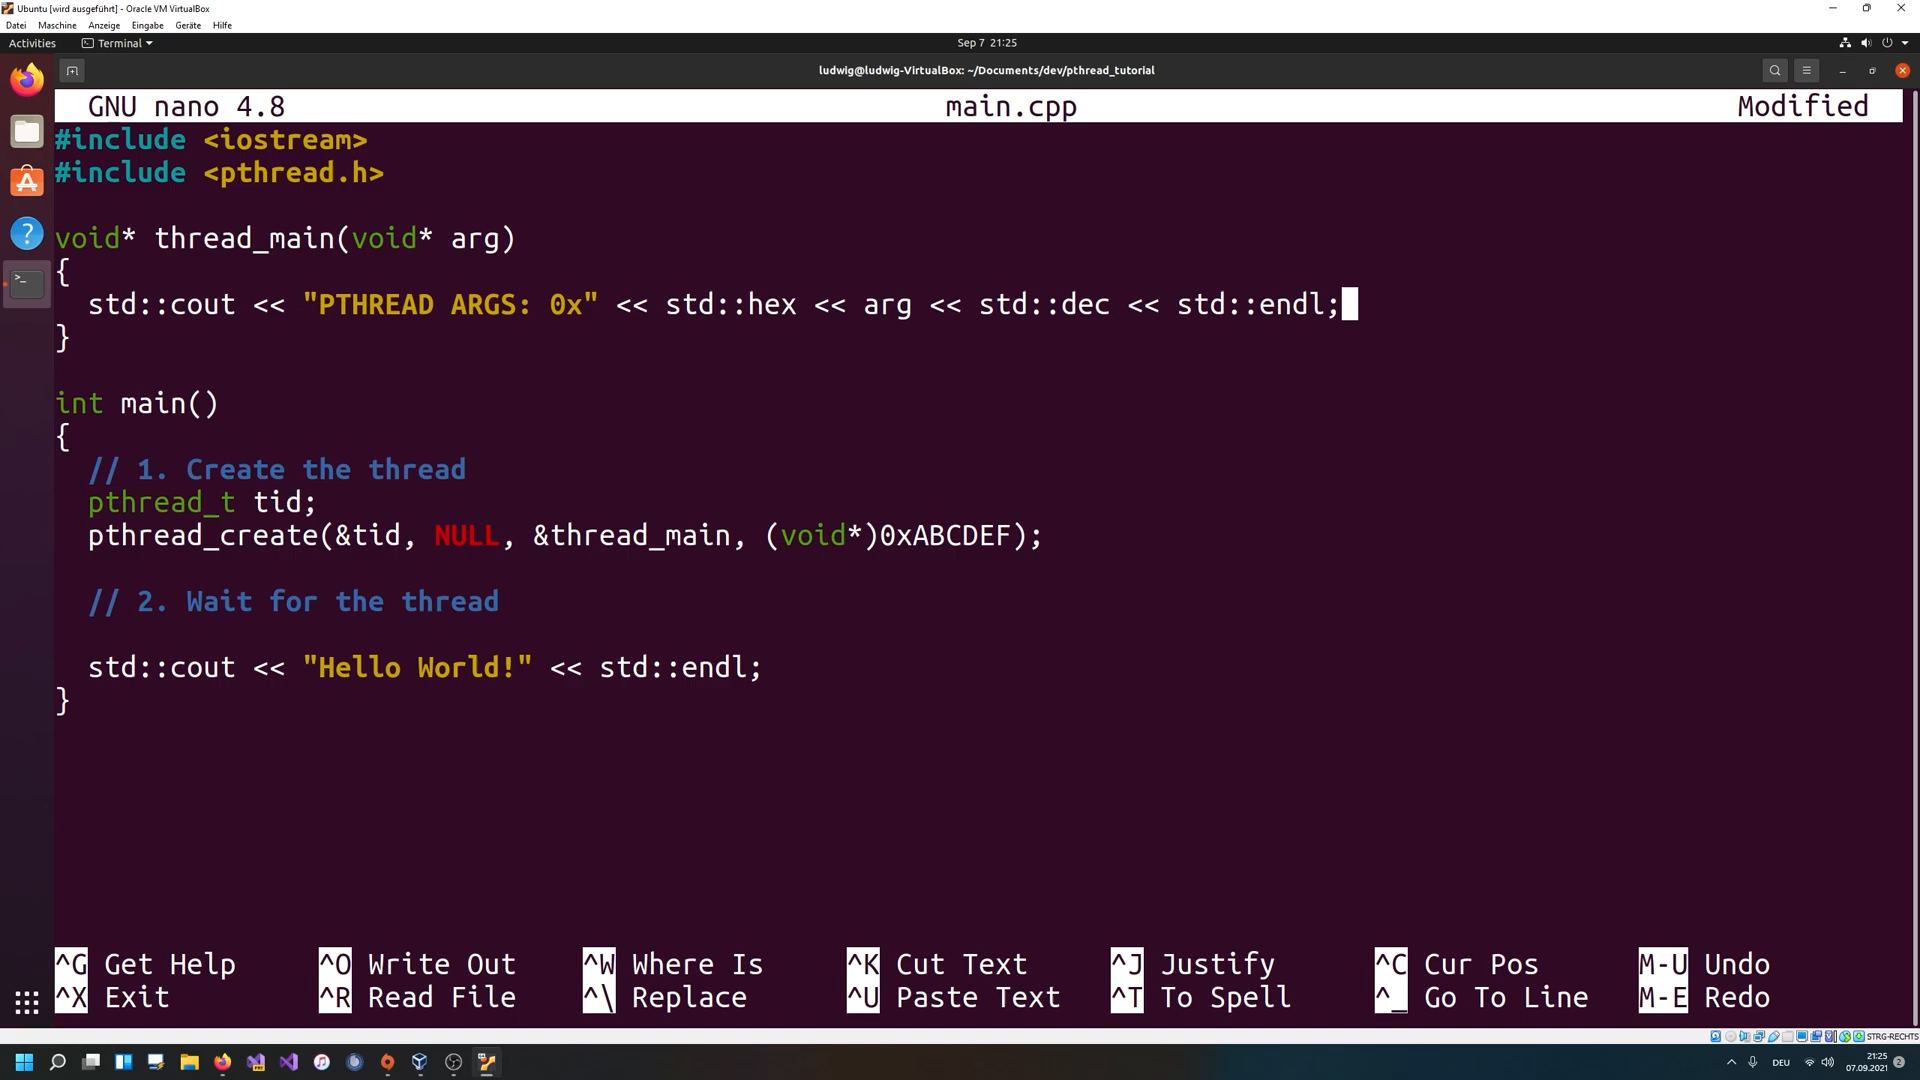 Ubuntu [wird ausgeführt] - Oracle VM VirtualBox
Datei Maschine Anzeige Eingabe Geräte Hilfe
Activities Terminal Sep 7 21:25
ludwig@ludwig-VirtualBox: ~/Documents/dev/pthread_tutorial
GNU nano 4.8 main.cpp Modified
#include <iostream>
#include <pthread.h>
void* thread_main(void* arg)
{
std::cout << "PTHREAD ARGS: 0x" << std::hex << arg << std::dec << std::endl;
}
int main()
{
// 1. Create the thread
pthread_t tid;
pthread_create(&tid, NULL, &thread_main, (void*)0xABCDEF);
// 2. Wait for the thread
std::cout << "Hello World!" << std::endl;
}
^G Get Help ^O Write Out ^W Where Is ^K Cut Text ^J Justify ^C Cur Pos M-U Undo
^X Exit ^R Read File ^\ Replace ^U Paste Text ^T To Spell ^_ Go To Line M-E Redo
STRG-RECHTS
DEU 21:25
07.09.2021